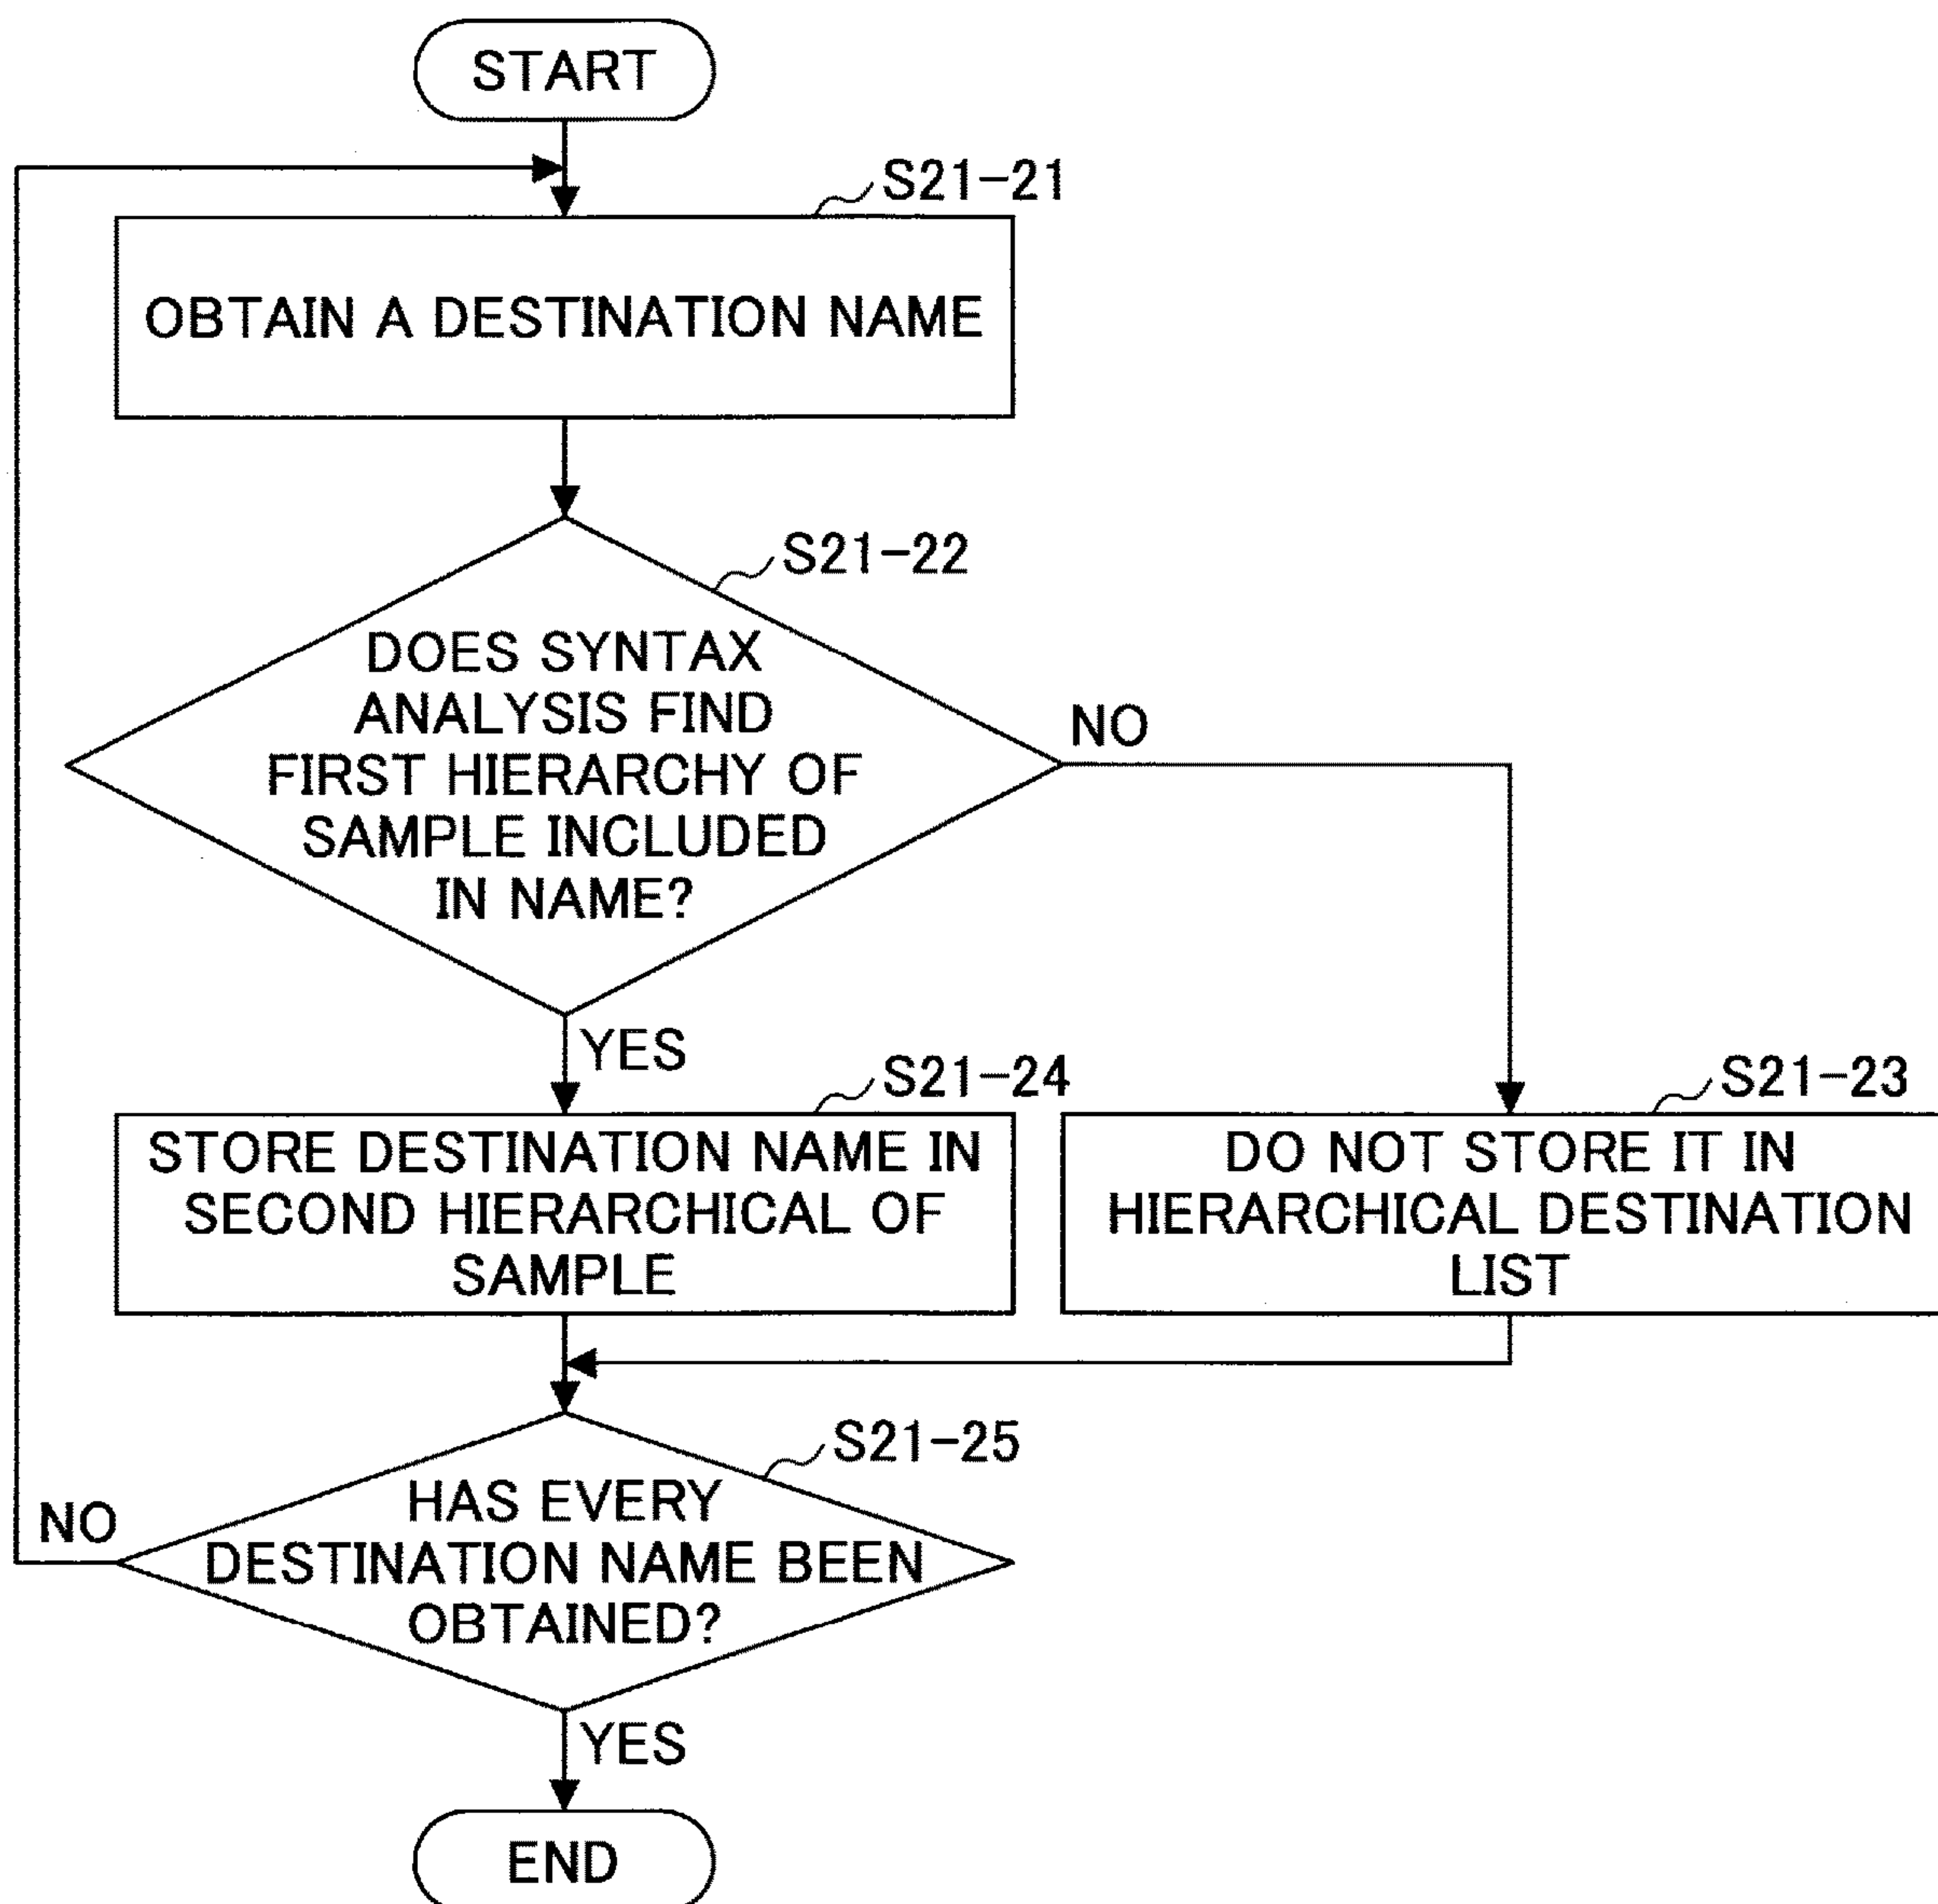 START
S21-21
OBTAIN A DESTINATION NAME
S21-22
DOES SYNTAX
ANALYSIS FIND
FIRST HIERARCHY OF
SAMPLE INCLUDED
IN NAME?
NO
YES
S21-24
STORE DESTINATION NAME IN
SECOND HIERARCHICAL OF
SAMPLE
S21-23
DO NOT STORE IT IN
HIERARCHICAL DESTINATION
LIST
S21-25
HAS EVERY
DESTINATION NAME BEEN
OBTAINED?
NO
YES
END